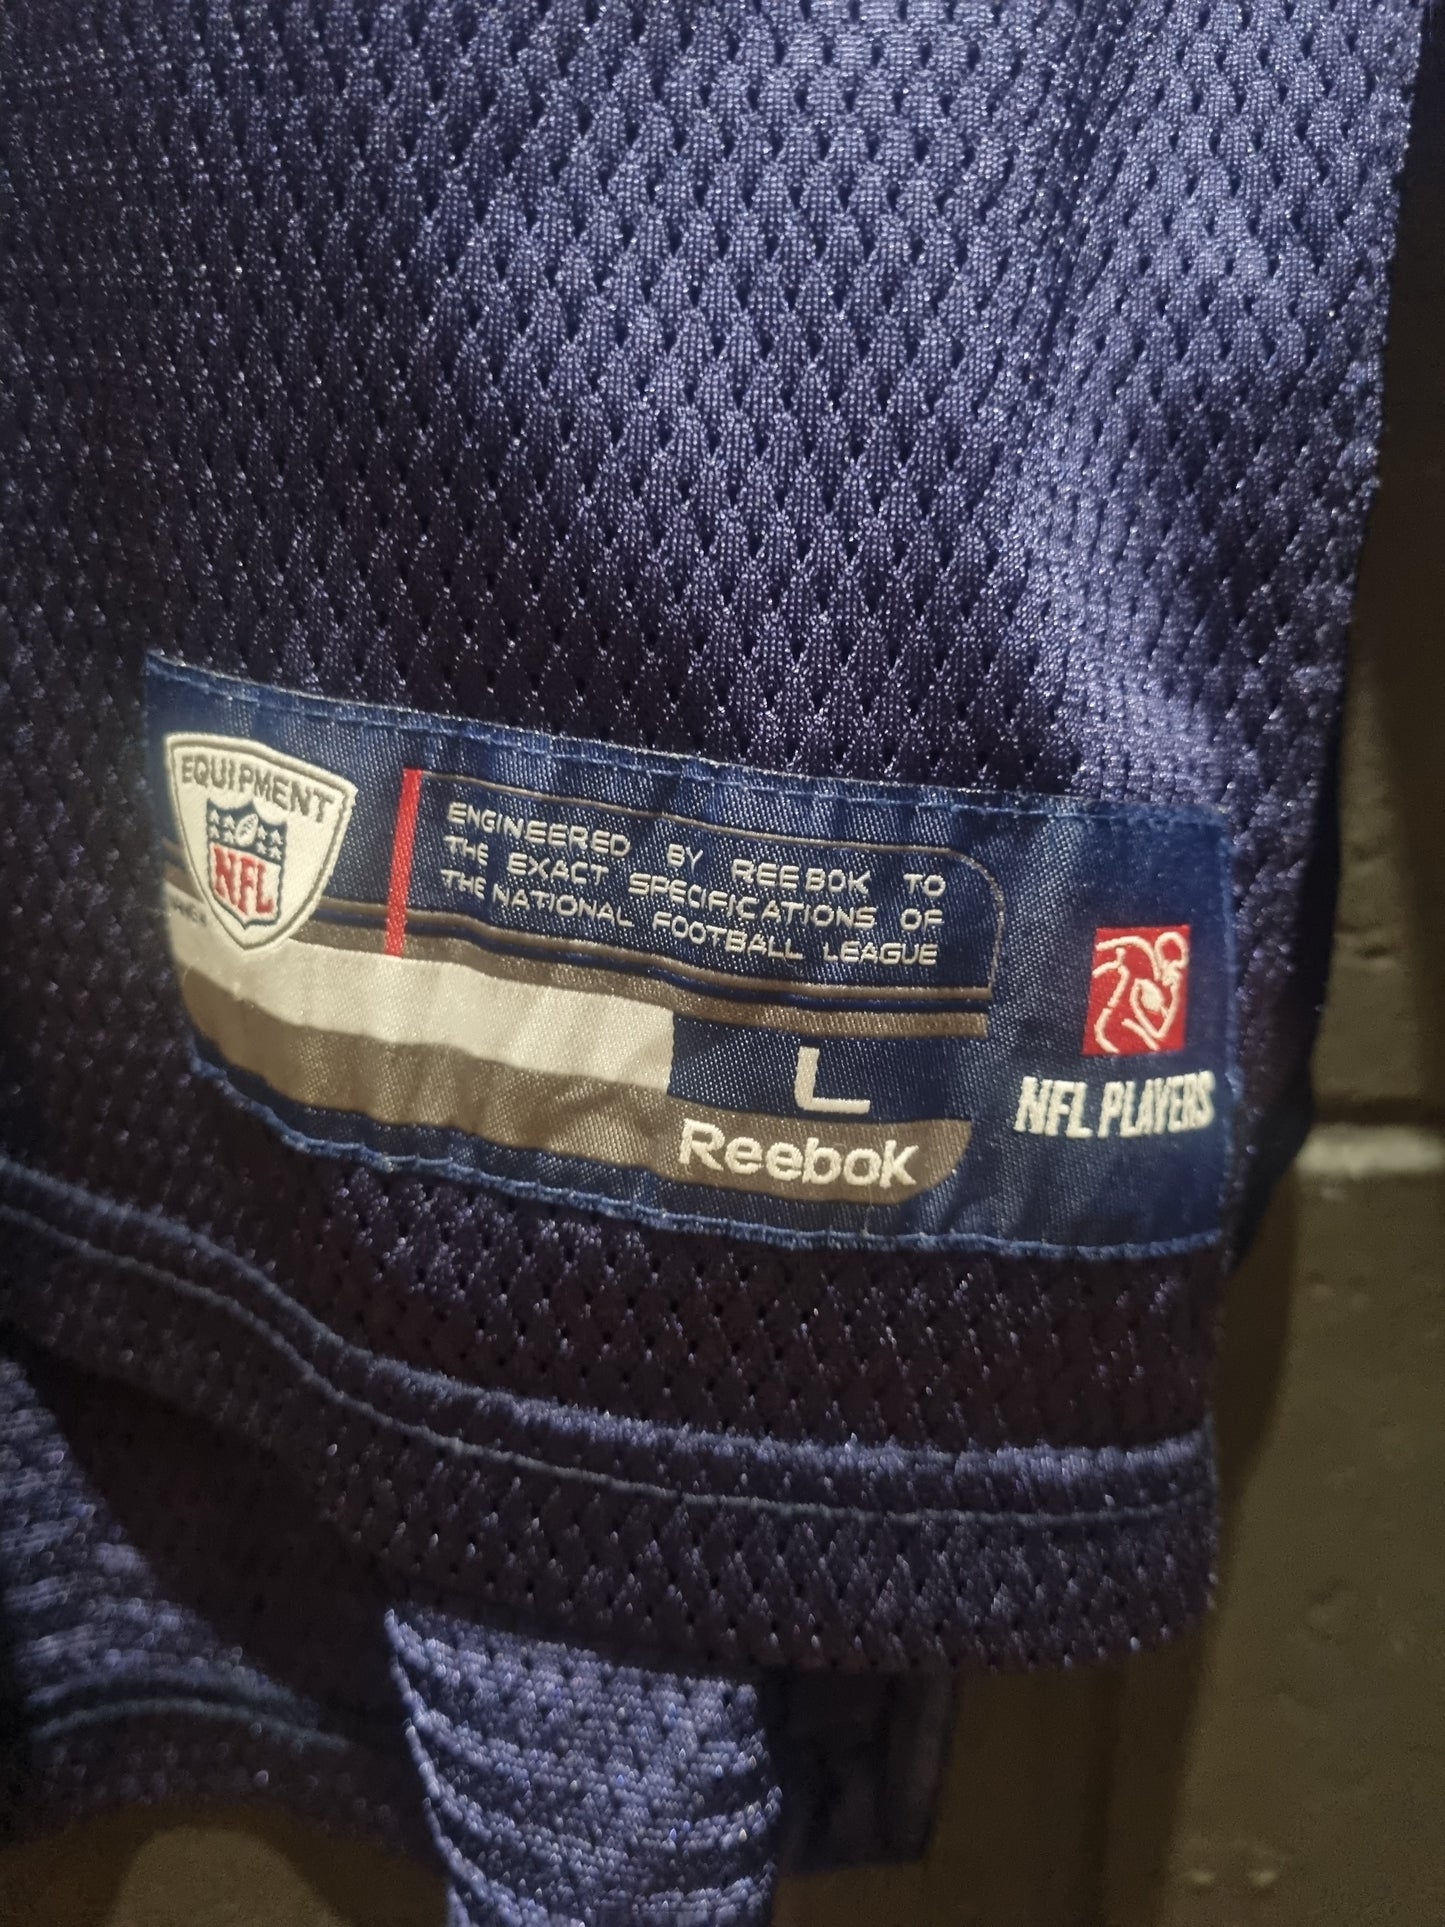 EQUIPMENT
NFL
ENGINEERED BY REEBOK TO
THE EXACT SPECIFICATIONS OF
THE NATIONAL FOOTBALL LEAGUE
L
Reebok
NFL PLAYERS